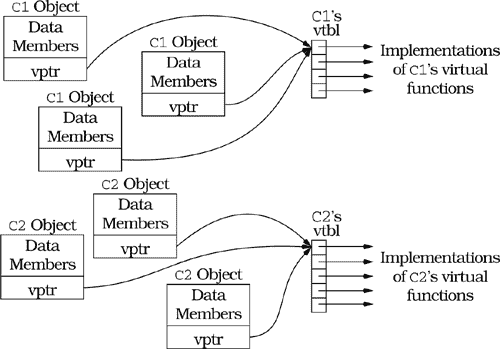 C1 Object
Data
Members
vptr
C1 Object
Data
Members
vptr
C1 Object
Data
Members
vptr
C1's
vtbl
Implementations
of C1's virtual
functions
C2 Object
Data
Members
vptr
C2 Object
Data
Members
vptr
C2 Object
Data
Members
vptr
C2's
vtbl
Implementations
of C2's virtual
functions